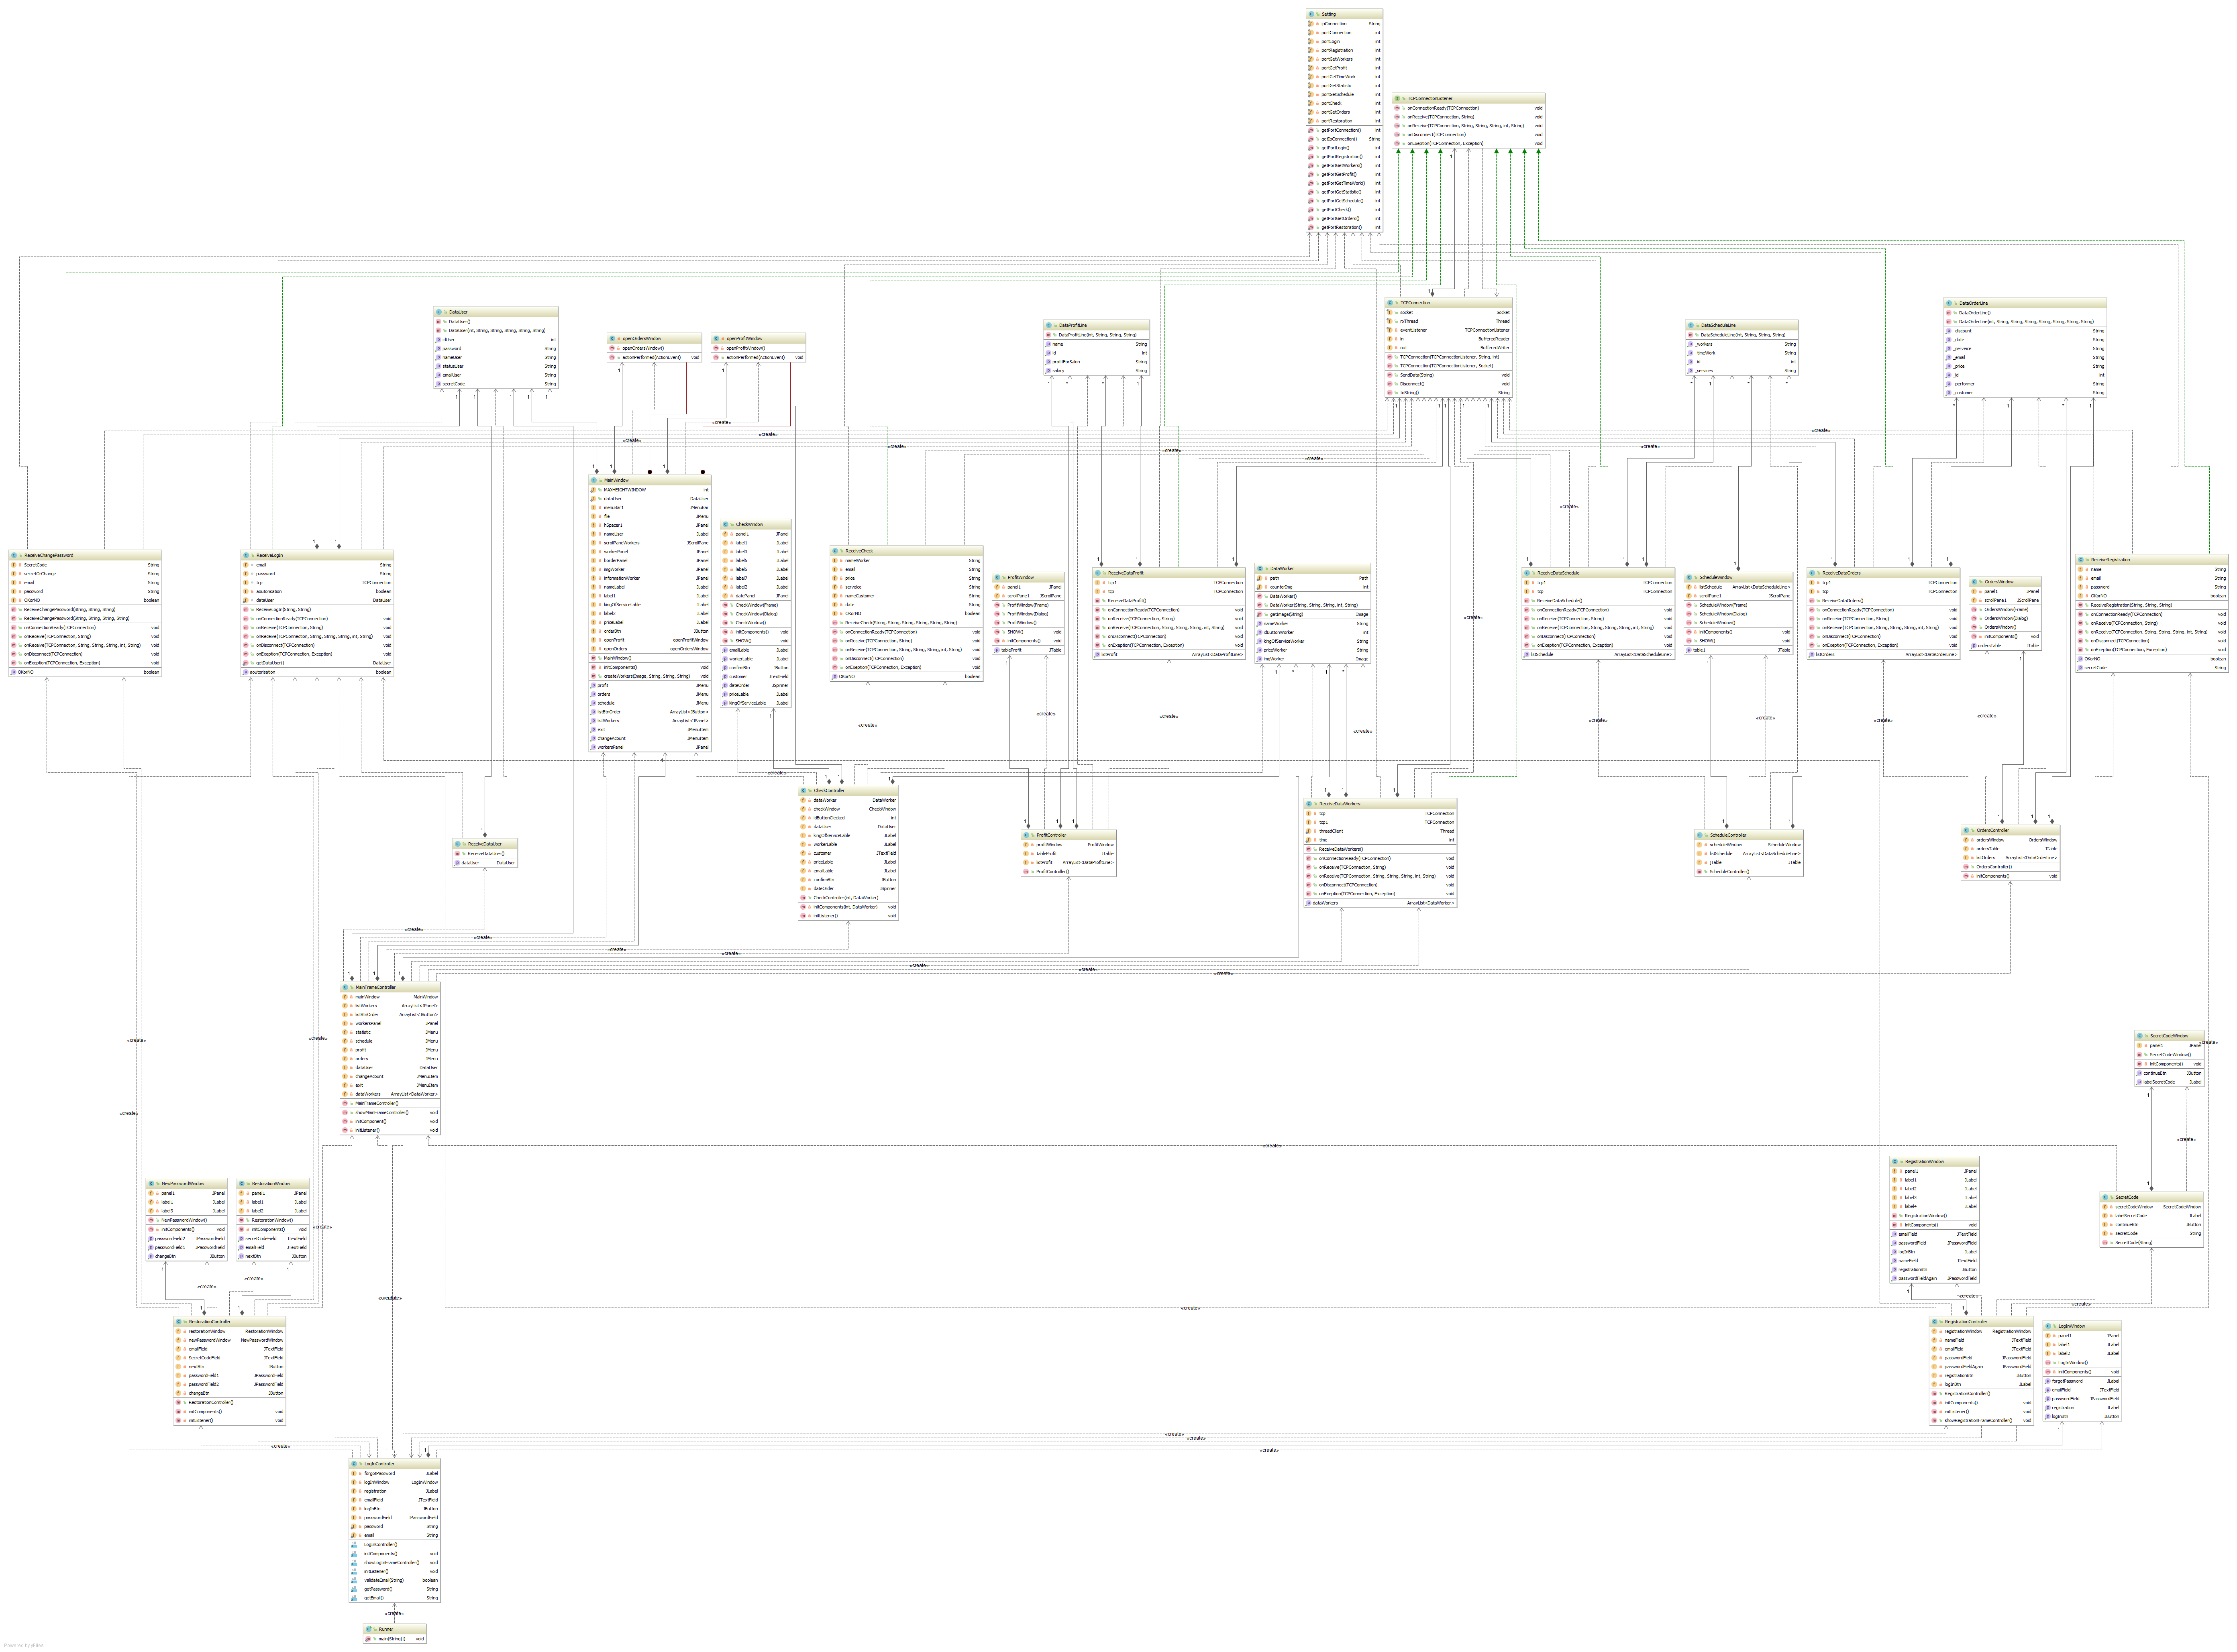 Setting
ipConnection String
portConnection int
portLogin int
portRegistration int
portGetWorkers int
portGetProfit int
portGetTimeWork int
portGetStatistic int
portGetSchedule int
portCheck int
portGetOrders int
portRestoration int
getPortConnection() int
getIpConnection() String
getPortLogin() int
getPortRegistration() int
getPortGetWorkers() int
getPortGetProfit() int
getPortGetTimeWork() int
getPortGetStatistic() int
getPortGetSchedule() int
getPortCheck() int
getPortGetOrders() int
getPortRestoration() int
TCPConnectionListener
onConnectionReady(TCPConnection) void
onReceive(TCPConnection, String) void
onReceive(TCPConnection, String, String, String, int, String) void
onDisconnect(TCPConnection) void
onExeption(TCPConnection, Exception) void
DataUser
DataUser()
DataUser(int, String, String, String, String, String)
idUser int
password String
nameUser String
statusUser String
emailUser String
secretCode String
openOrdersWindow
openOrdersWindow()
actionPerformed(ActionEvent) void
openProfitWindow
openProfitWindow()
actionPerformed(ActionEvent) void
DataProfitLine
DataProfitLine(int, String, String, String)
name String
id int
profitForSalon String
salary String
TCPConnection
socket Socket
rxThread Thread
eventListener TCPConnectionListener
in BufferedReader
out BufferedWriter
TCPConnection(TCPConnectionListener, String, int)
TCPConnection(TCPConnectionListener, Socket)
SendData(String) void
Disconnect() void
toString() String
DataScheduleLine
DataScheduleLine(int, String, String, String)
_workers String
_timeWork String
_id int
_services String
DataOrderLine
DataOrderLine()
DataOrderLine(int, String, String, String, String, String, String, String)
_discount String
_date String
_serveice String
_email String
_price String
_id int
_performer String
_customer String
MainWindow
MAXHEIGHTWINDOW int
dataUser DataUser
menuBar1 JMenuBar
file JMenu
hSpacer1 JPanel
nameUser JLabel
scrollPaneWorkers JScrollPane
workerPanel JPanel
borderPanel JPanel
imgWorker JPanel
informationWorker JPanel
nameLabel JLabel
label1 JLabel
kingOfServiceLable JLabel
label2 JLabel
priceLable JLabel
orderBtn JButton
openProfit openProfitWindow
openOrders openOrdersWindow
MainWindow()
initComponents() void
createWorkers(Image, String, String, String) void
profit JMenu
orders JMenu
schedule JMenu
listBtnOrder ArrayList<JButton>
listWorkers ArrayList<JPanel>
exit JMenuItem
changeAcount JMenuItem
workersPanel JPanel
CheckWindow
panel1 JPanel
label1 JLabel
label3 JLabel
label5 JLabel
label6 JLabel
label7 JLabel
label2 JLabel
datePanel JPanel
CheckWindow(Frame)
CheckWindow(Dialog)
CheckWindow()
initComponents() void
SHOW() void
emailLable JLabel
workerLable JLabel
confirmBtn JButton
customer JTextField
dateOrder JSpinner
priceLable JLabel
kingOfServiceLable JLabel
ReceiveChangePassword
SecretCode String
secretOrChange String
email String
password String
OKorNO boolean
ReceiveChangePassword(String, String, String)
ReceiveChangePassword(String, String, String)
onConnectionReady(TCPConnection) void
onReceive(TCPConnection, String) void
onReceive(TCPConnection, String, String, String, int, String) void
onDisconnect(TCPConnection) void
onExeption(TCPConnection, Exception) void
OKorNO boolean
ReceiveLogIn
email String
password String
tcp TCPConnection
aoutorisation boolean
dataUser DataUser
ReceiveLogIn(String, String)
onConnectionReady(TCPConnection) void
onReceive(TCPConnection, String) void
onReceive(TCPConnection, String, String, String, int, String) void
onDisconnect(TCPConnection) void
onExeption(TCPConnection, Exception) void
getDataUser() DataUser
aoutorisation boolean
ReceiveCheck
nameWorker String
email String
price String
serveice String
nameCustomer String
date String
OKorNO boolean
ReceiveCheck(String, String, String, String, String, String)
onConnectionReady(TCPConnection) void
onReceive(TCPConnection, String) void
onReceive(TCPConnection, String, String, String, int, String) void
onDisconnect(TCPConnection) void
onExeption(TCPConnection, Exception) void
OKorNO boolean
ProfitWindow
panel1 JPanel
scrollPane1 JScrollPane
ProfitWindow(Frame)
ProfitWindow(Dialog)
ProfitWindow()
SHOW() void
initComponents() void
tableProfit JTable
ReceiveDataProfit
tcp1 TCPConnection
tcp TCPConnection
ReceiveDataProfit()
onConnectionReady(TCPConnection) void
onReceive(TCPConnection, String) void
onReceive(TCPConnection, String, String, String, int, String) void
onDisconnect(TCPConnection) void
onExeption(TCPConnection, Exception) void
listProfit ArrayList<DataProfitLine>
DataWorker
path Path
counterImg int
DateWorker()
DateWorker(String, String, String, int, String)
getImage(String) Image
nameWorker String
idButtonWorker int
kingOfServiceWorker String
priceWorker String
imgWorker Image
ReceiveDataSchedule
tcp1 TCPConnection
tcp TCPConnection
ReceiveDataSchedule()
onConnectionReady(TCPConnection) void
onReceive(TCPConnection, String) void
onReceive(TCPConnection, String, String, String, int, String) void
onDisconnect(TCPConnection) void
onExeption(TCPConnection, Exception) void
listSchedule ArrayList<DataScheduleLine>
ScheduleWindow
listSchedule ArrayList<DataScheduleLine>
scrollPane1 JScrollPane
ScheduleWindow(Frame)
ScheduleWindow(Dialog)
ScheduleWindow()
initComponents() void
SHOW() void
table1 JTable
ReceiveDataOrders
tcp1 TCPConnection
tcp TCPConnection
ReceiveDataOrders()
onConnectionReady(TCPConnection) void
onReceive(TCPConnection, String) void
onReceive(TCPConnection, String, String, String, int, String) void
onDisconnect(TCPConnection) void
onExeption(TCPConnection, Exception) void
listOrders ArrayList<DataOrderLine>
OrdersWindow
panel1 JPanel
scrollPane1 JScrollPane
OrdersWindow(Frame)
OrdersWindow(Dialog)
OrdersWindow()
initComponents() void
ordersTable JTable
ReceiveRegistration
name String
email String
password String
OKorNO boolean
ReceiveRegistration(String, String, String)
onConnectionReady(TCPConnection) void
onReceive(TCPConnection, String) void
onReceive(TCPConnection, String, String, String, int, String) void
onDisconnect(TCPConnection) void
onExeption(TCPConnection, Exception) void
OKorNO boolean
secretCode String
ReceiveDataUser
ReceiveDataUser()
dataUser DataUser
CheckController
dataWorker DataWorker
checkWindow CheckWindow
idButtonClecked int
dataUser DataUser
kingOfServiceLable JLabel
workerLable JLabel
customer JTextField
priceLable JLabel
emailLable JLabel
confirmBtn JButton
dateOrder JSpinner
CheckController(int, DataWorker)
initComponents(int, DataWorker) void
initListener() void
ProfitController
profitWindow ProfitWindow
tableProfit JTable
listProfit ArrayList<DataProfitLine>
ProfitController()
ReceiveDataWorkers
tcp TCPConnection
tcp1 TCPConnection
threadClient Thread
time int
ReceiveDataWorkers()
onConnectionReady(TCPConnection) void
onReceive(TCPConnection, String) void
onReceive(TCPConnection, String, String, String, int, String) void
onDisconnect(TCPConnection) void
onExeption(TCPConnection, Exception) void
dataWorkers ArrayList<DataWorker>
ScheduleController
scheduleWindow ScheduleWindow
listSchedule ArrayList<DataScheduleLine>
jTable JTable
ScheduleController()
OrdersController
ordersWindow OrdersWindow
ordersTable JTable
listOrders ArrayList<DataOrderLine>
OrdersController()
initComponents() void
MainFrameController
mainWindow MainWindow
listWorkers ArrayList<JPanel>
listBtnOrder ArrayList<JButton>
workersPanel JPanel
statistic JMenu
schedule JMenu
profit JMenu
orders JMenu
dataUser DataUser
changeAcount JMenuItem
exit JMenuItem
dataWorkers ArrayList<DataWorker>
MainFrameController()
showMainFrameController() void
initComponent() void
initListener() void
SecretCodeWindow
panel1 JPanel
SecretCodeWindow()
initComponents() void
continueBtn JButton
labelSecretCode JLabel
NewPasswordWindow
panel1 JPanel
label1 JLabel
label3 JLabel
NewPasswordWindow()
initComponents() void
passwordField2 JPasswordField
passwordField1 JPasswordField
changeBtn JButton
RestorationWindow
panel1 JPanel
label1 JLabel
label2 JLabel
RestorationWindow()
initComponents() void
secretCodeField JTextField
emailField JTextField
nextBtn JButton
RegistrationWindow
panel1 JPanel
label1 JLabel
label2 JLabel
label3 JLabel
label4 JLabel
RegistrationWindow()
initComponents() void
emailField JTextField
passwordField JPasswordField
logInBtn JLabel
nameField JTextField
registrationBtn JButton
passwordFieldAgain JPasswordField
SecretCode
secretCodeWindow SecretCodeWindow
labelSecretCode JLabel
continueBtn JButton
secretCode String
SecretCode(String)
RestorationController
restorationWindow RestorationWindow
newPasswordWindow NewPasswordWindow
emailField JTextField
SecretCodeField JTextField
nextBtn JButton
passwordField1 JPasswordField
passwordField2 JPasswordField
changeBtn JButton
RestorationController()
initComponents() void
initListener() void
RegistrationController
registrationWindow RegistrationWindow
nameField JTextField
emailField JTextField
passwordField JPasswordField
passwordFieldAgain JPasswordField
registrationBtn JButton
logInBtn JLabel
RegistrationController()
initComponents() void
initListener() void
showRegistrationFrameController() void
LogInWindow
panel1 JPanel
label1 JLabel
label2 JLabel
LogInWindow()
initComponents() void
forgotPassword JLabel
emailField JTextField
passwordField JPasswordField
registration JLabel
logInBtn JButton
LogInController
forgotPassword JLabel
logInWindow LogInWindow
registration JLabel
emailField JTextField
logInBtn JButton
passwordField JPasswordField
password String
email String
LogInController()
initComponents() void
showLogInFrameController() void
initListener() void
validateEmail(String) boolean
getPassword() String
getEmail() String
«create»
Runner
main(String[]) void
Powered by yFiles